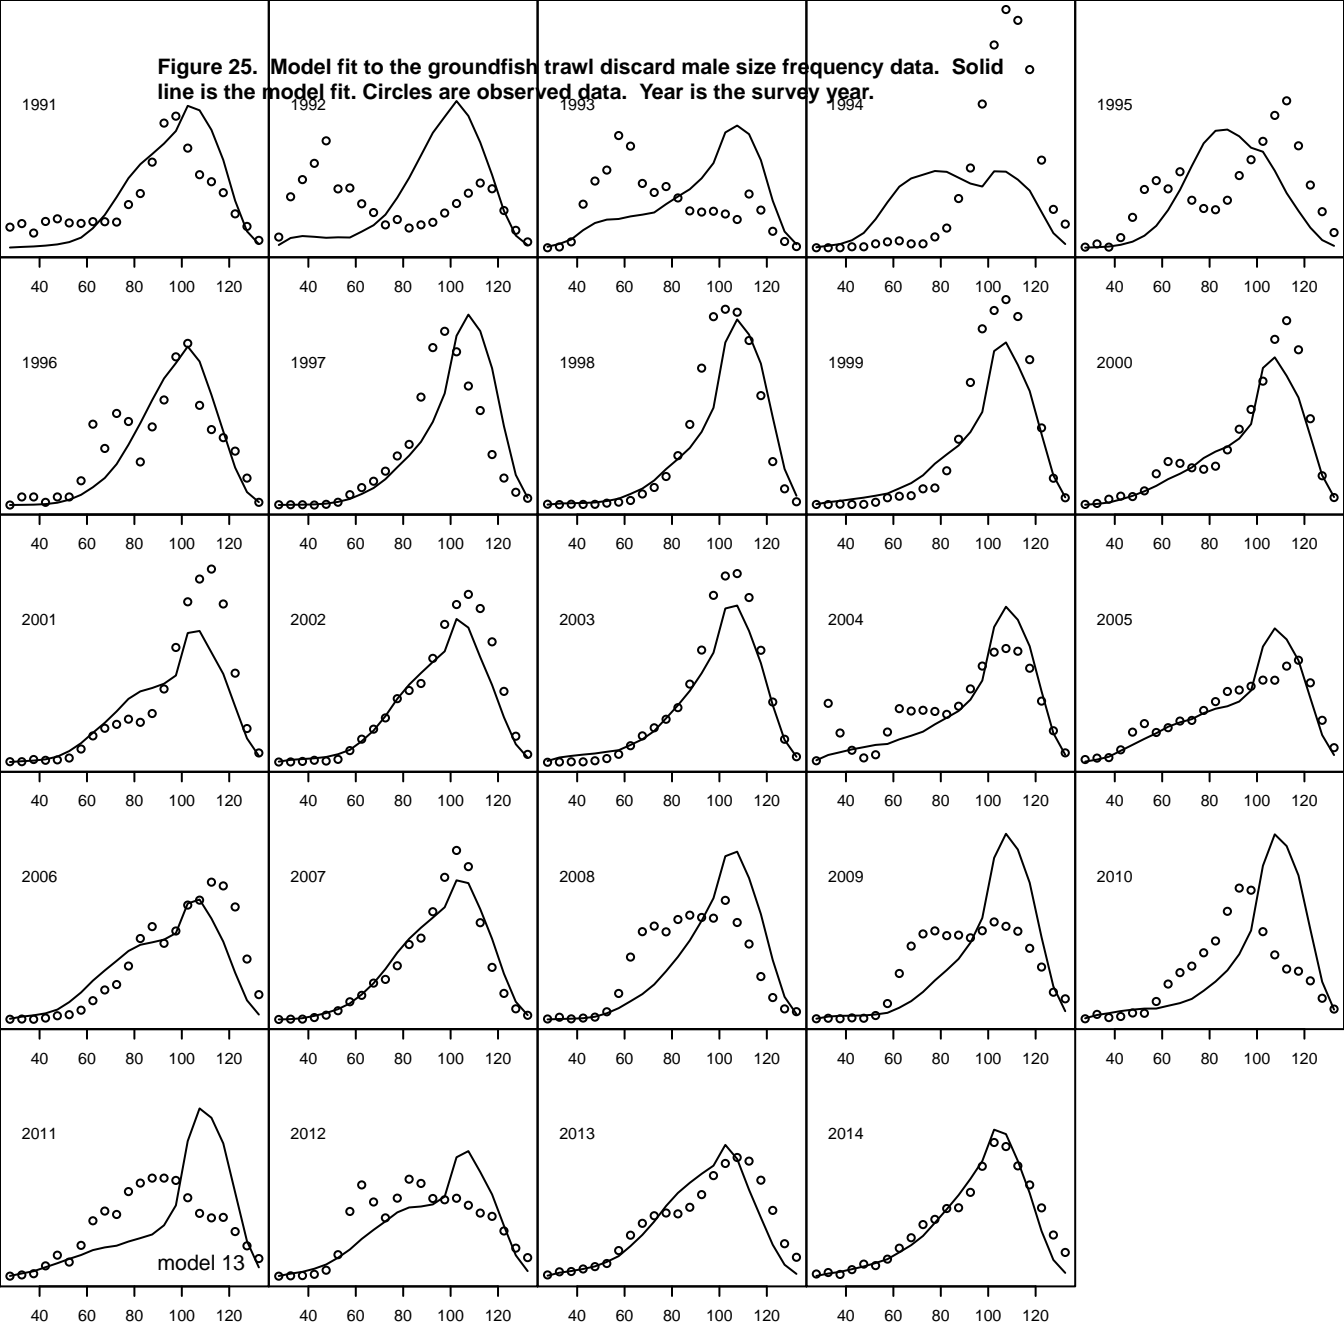 Figure 25.  Model fit to the groundfish trawl discard male size frequency data.  Solid
line is the model fit. Circles are observed data.  Year is the survey year.
1991 1992 1993 1994 1995
40 60 80 100 120 40 60 80 100 120 40 60 80 100 120 40 60 80 100 120 40 60 80 100 120
1996 1997 1998 1999 2000
40 60 80 100 120 40 60 80 100 120 40 60 80 100 120 40 60 80 100 120 40 60 80 100 120
2001 2002 2003 2004 2005
40 60 80 100 120 40 60 80 100 120 40 60 80 100 120 40 60 80 100 120 40 60 80 100 120
2006 2007 2008 2009 2010
40 60 80 100 120 40 60 80 100 120 40 60 80 100 120 40 60 80 100 120 40 60 80 100 120
2011 2012 2013 2014
model 13
40 60 80 100 120 40 60 80 100 120 40 60 80 100 120 40 60 80 100 120